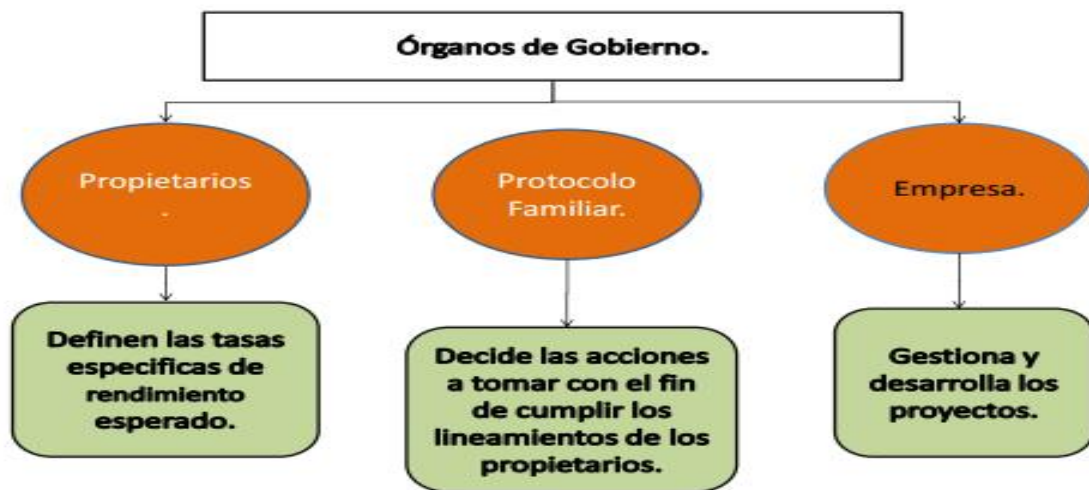 Órganos de Gobierno.
Propietarios
.
Protocolo
Familiar.
Empresa.
Definen las tasas
especificas de
rendimiento
esperado.
Decide las acciones
a tomar con el fin
de cumplir los
lineamientos de los
propietarios.
Gestiona y
desarrolla los
proyectos.